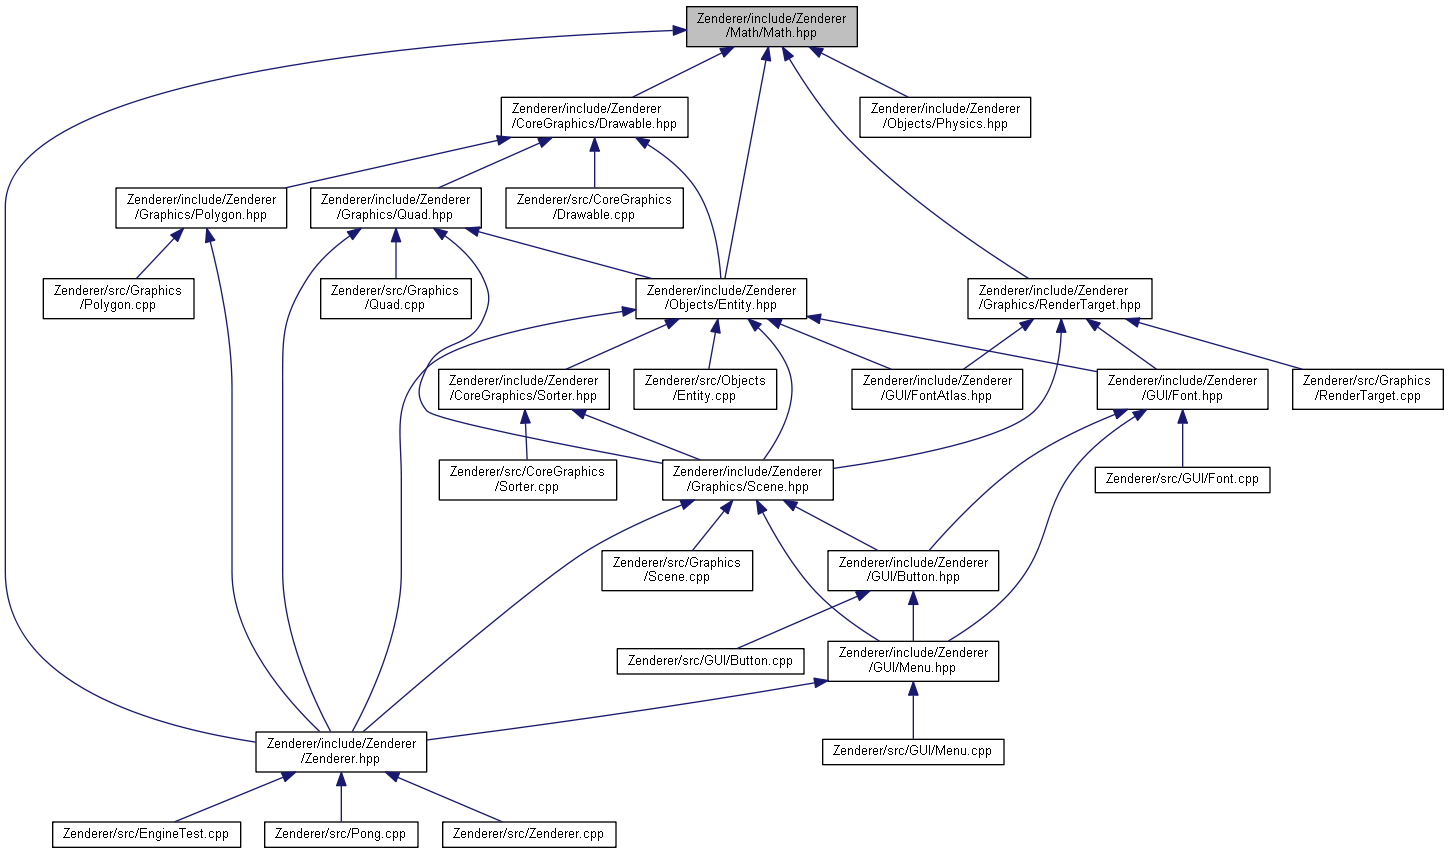 Zenderer/include/Zenderer
/Math/Math.hpp
Zenderer/include/Zenderer
/CoreGraphics/Drawable.hpp
Zenderer/include/Zenderer
/Objects/Physics.hpp
Zenderer/include/Zenderer
/Graphics/Polygon.hpp
Zenderer/include/Zenderer
/Graphics/Quad.hpp
Zenderer/src/CoreGraphics
/Drawable.cpp
Zenderer/src/Graphics
/Polygon.cpp
Zenderer/src/Graphics
/Quad.cpp
Zenderer/include/Zenderer
/Objects/Entity.hpp
Zenderer/include/Zenderer
/Graphics/RenderTarget.hpp
Zenderer/include/Zenderer
/CoreGraphics/Sorter.hpp
Zenderer/src/Objects
/Entity.cpp
Zenderer/include/Zenderer
/GUI/FontAtlas.hpp
Zenderer/include/Zenderer
/GUI/Font.hpp
Zenderer/src/Graphics
/RenderTarget.cpp
Zenderer/src/CoreGraphics
/Sorter.cpp
Zenderer/include/Zenderer
/Graphics/Scene.hpp
Zenderer/src/GUI/Font.cpp
Zenderer/src/Graphics
/Scene.cpp
Zenderer/include/Zenderer
/GUI/Button.hpp
Zenderer/src/GUI/Button.cpp
Zenderer/include/Zenderer
/GUI/Menu.hpp
Zenderer/include/Zenderer
/Zenderer.hpp
Zenderer/src/GUI/Menu.cpp
Zenderer/src/EngineTest.cpp
Zenderer/src/Pong.cpp
Zenderer/src/Zenderer.cpp